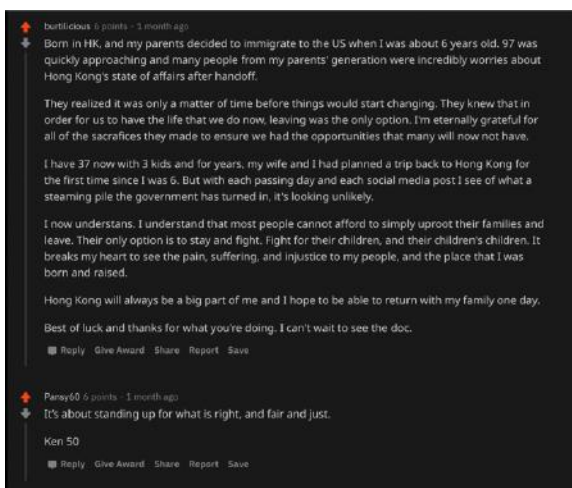 burtilicious 6 points · 1 month ago
Born in HK, and my parents decided to immigrate to the US when I was about 6 years old. 97 was
quickly approaching and many people from my parents' generation were incredibly worries about
Hong Kong's state of affairs after handoff.
They realized it was only a matter of time before things would start changing. They knew that in
order for us to have the life that we do now, leaving was the only option. I'm eternally grateful for
all of the sacrafices they made to ensure we had the opportunities that many will now not have.
I have 37 now with 3 kids and for years, my wife and I had planned a trip back to Hong Kong for
the first time since I was 6. But with each passing day and each social media post I see of what a
steaming pile the government has turned in, it's looking unlikely.
I now understans. I understand that most people cannot afford to simply uproot their families and
leave. Their only option is to stay and fight. Fight for their children, and their children's children. It
breaks my heart to see the pain, suffering, and injustice to my people, and the place that I was
born and raised.
Hong Kong will always be a big part of me and I hope to be able to return with my family one day.
Best of luck and thanks for what you're doing. I can't wait to see the doc.
Reply Give Award Share Report Save
Pansy60 6 points · 1 month ago
It's about standing up for what is right, and fair and just.
Ken 50
Reply Give Award Share Report Save